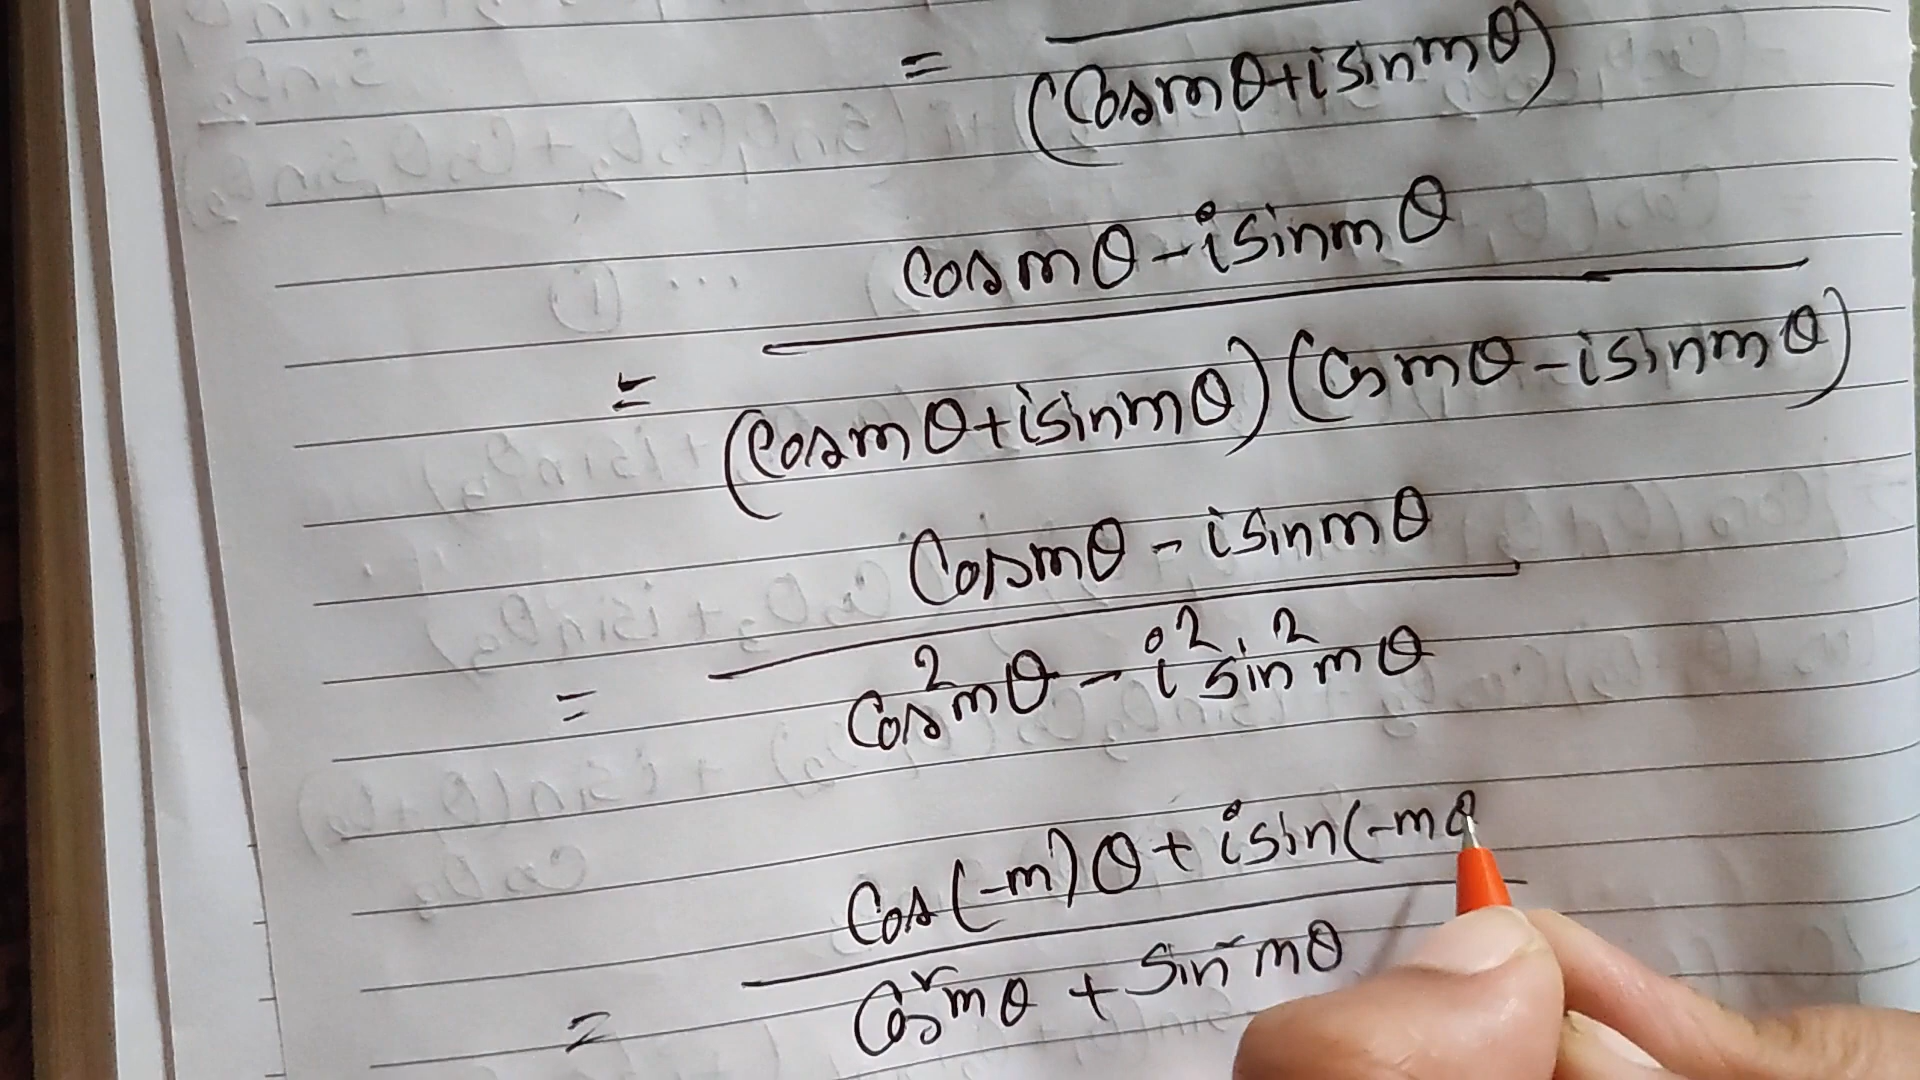 = (Cosmθ+isinmθ)
cosmθ-isinmθ
= (cosmθ+isinmθ)(Cosmθ-isinmθ)
Cosmθ-isinmθ
= Cos²mθ-i²sin²mθ
Cos(-m)θ+isin(-mθ
= Cos²mθ+Sin²mθ